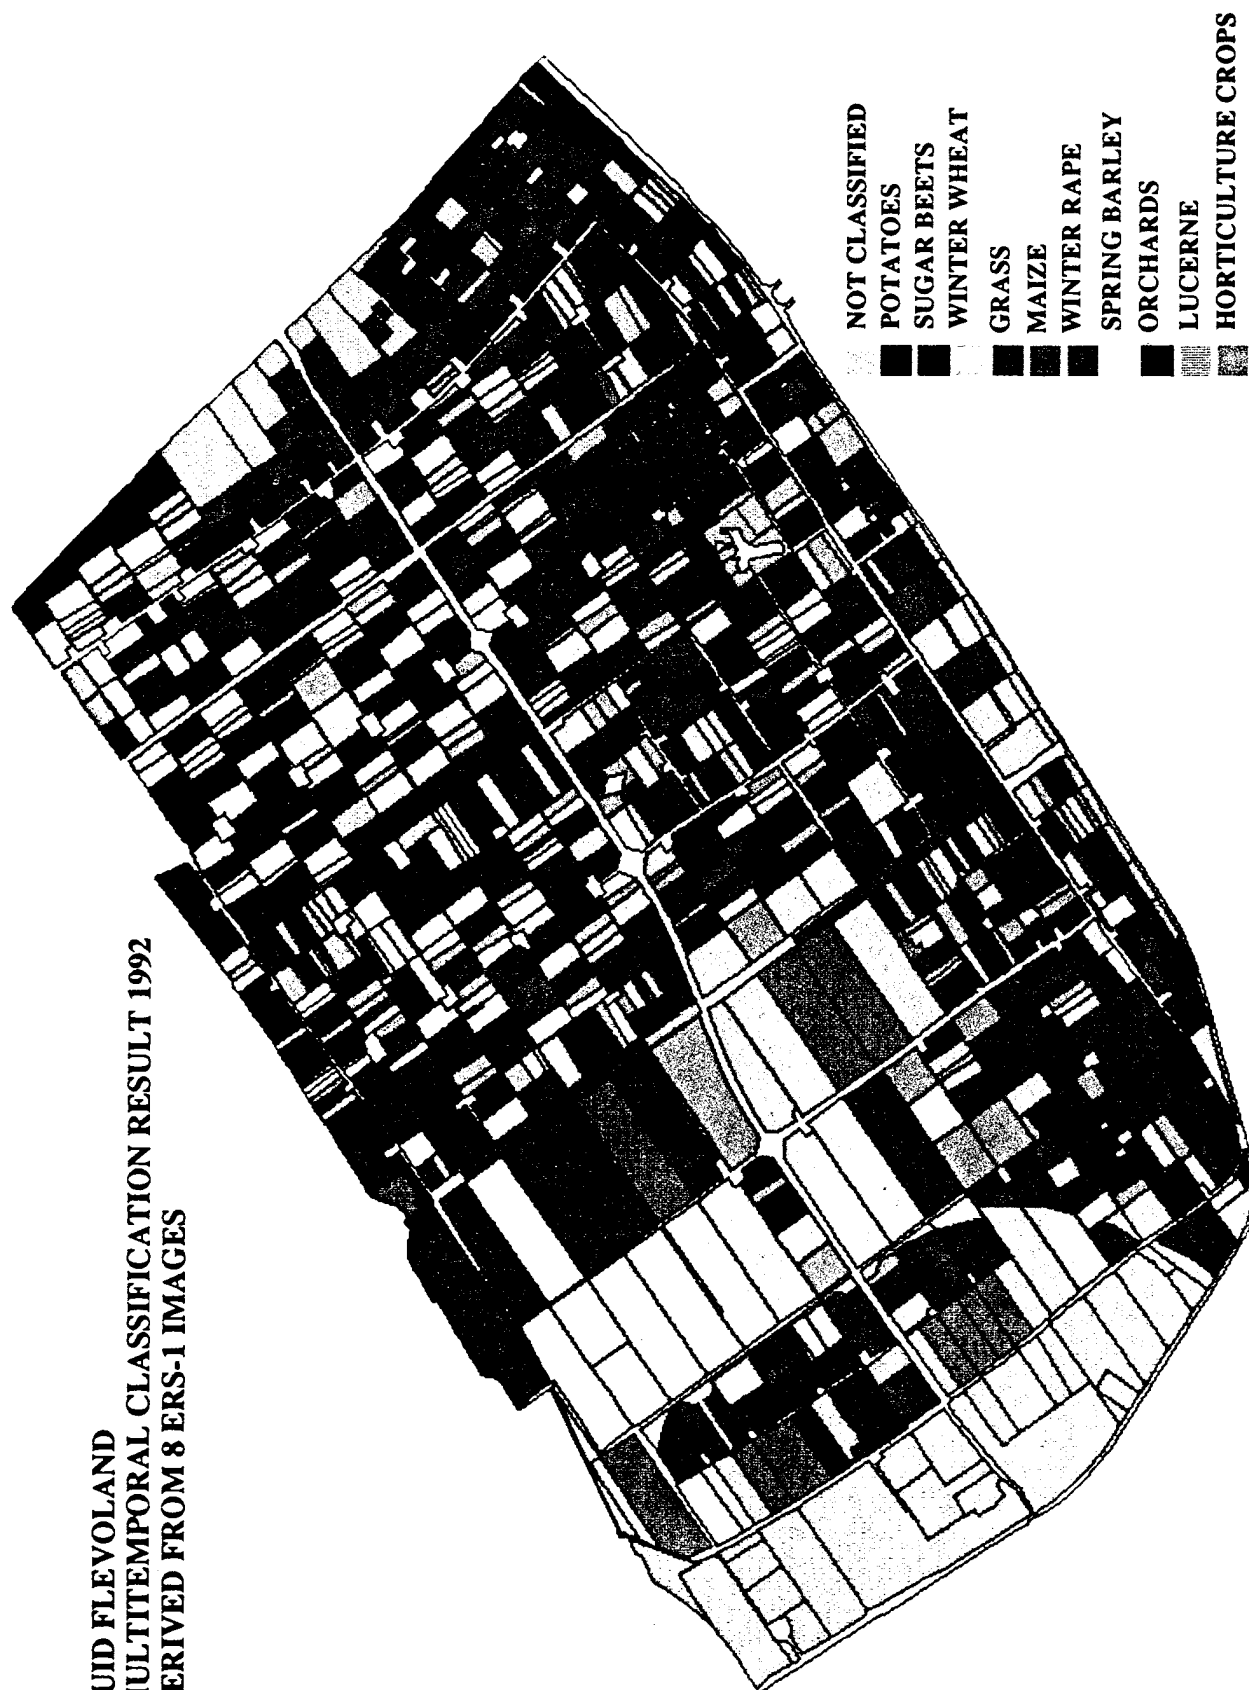 UID FLEVOLAND
ULTITEMPORAL CLASSIFICATION RESULT 1992
ERIVED FROM 8 ERS-1 IMAGES
NOT CLASSIFIED
POTATOES
SUGAR BEETS
WINTER WHEAT
GRASS
MAIZE
WINTER RAPE
SPRING BARLEY
ORCHARDS
LUCERNE
HORTICULTURE CROPS